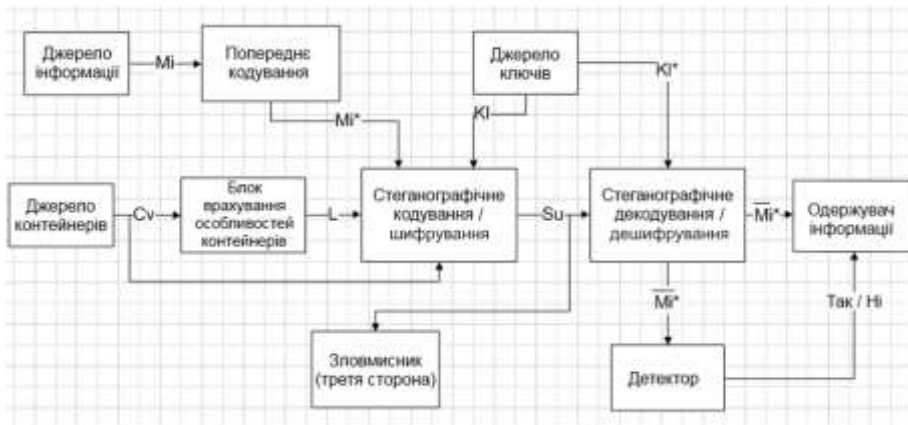 Джерело
інформації
Mi
Попереднє
кодування
Джерело
ключів
Kl*
Mi*
Kl
Джерело
контейнерів
Cv
Блок
врахування
особливостей
контейнерів
L
Стеганографічне
кодування /
шифрування
Su
Стеганографічне
декодування /
дешифрування
Mi*
Одержувач
інформації
Mi*
Так / Ні
Зловмисник
(третя сторона)
Детектор